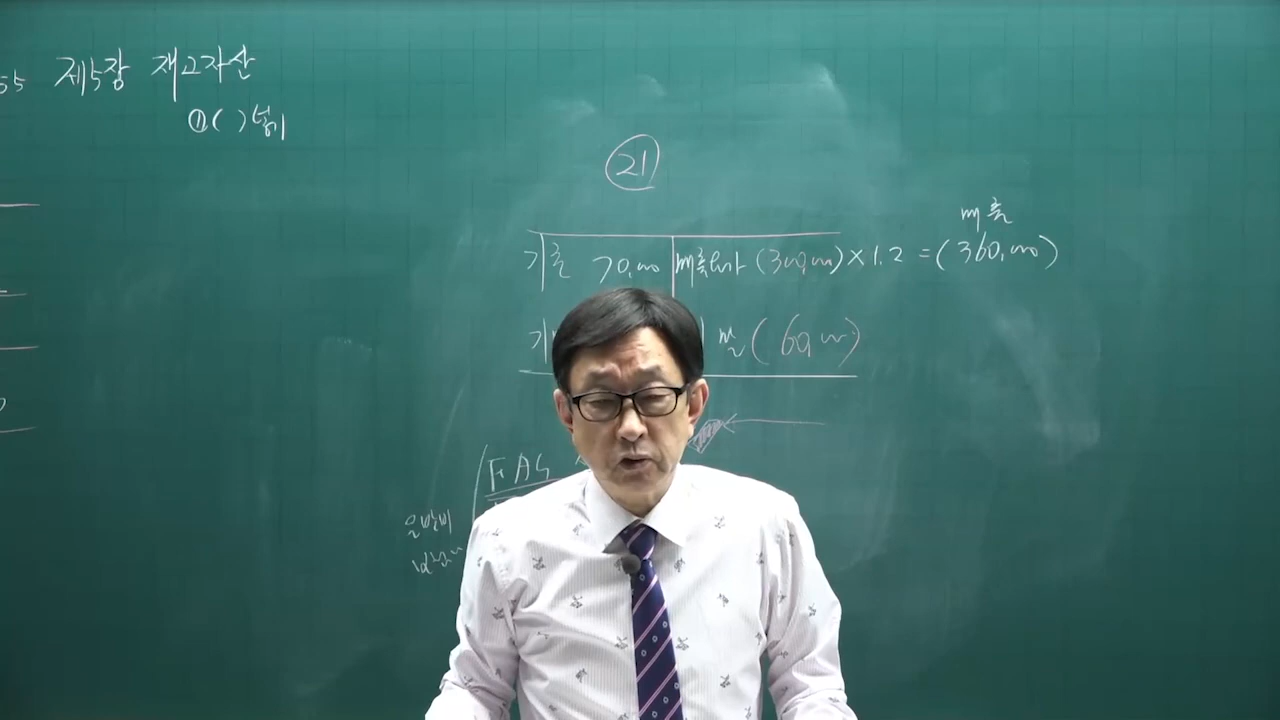 55 제5장 재고자산
①( )넣기
21
매출
기초 70,000 매출원가 (300,000)×1.2 =(360,000)
기 말 (60,000)
FAS
운반비